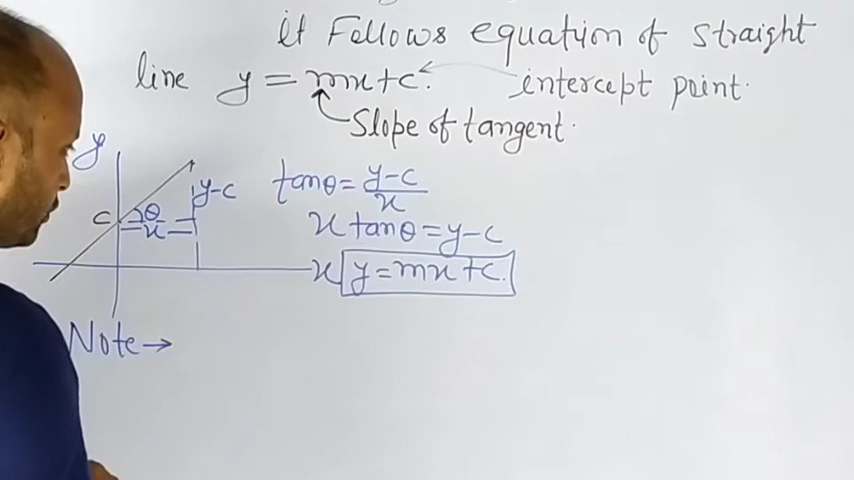 it Follows equation of straight
line y = mx+c. intercept point.
Slope of tangent.
y
y-c
tanθ = y-c/x
c θ
x
x tanθ = y-c
x
y = mx + c.
Note →